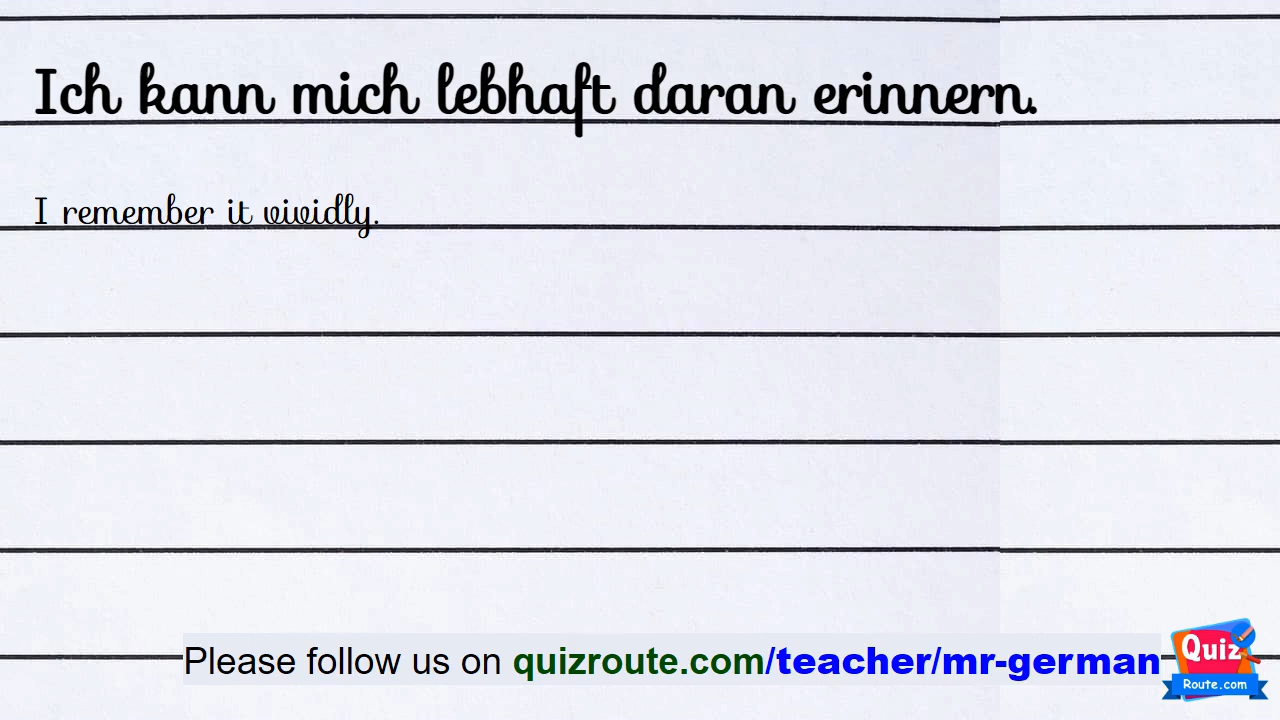 Ich kann mich lebhaft daran erinnern.
I remember it vividly.
Please follow us on quizroute.com/teacher/mr-german
Quiz
Route.com